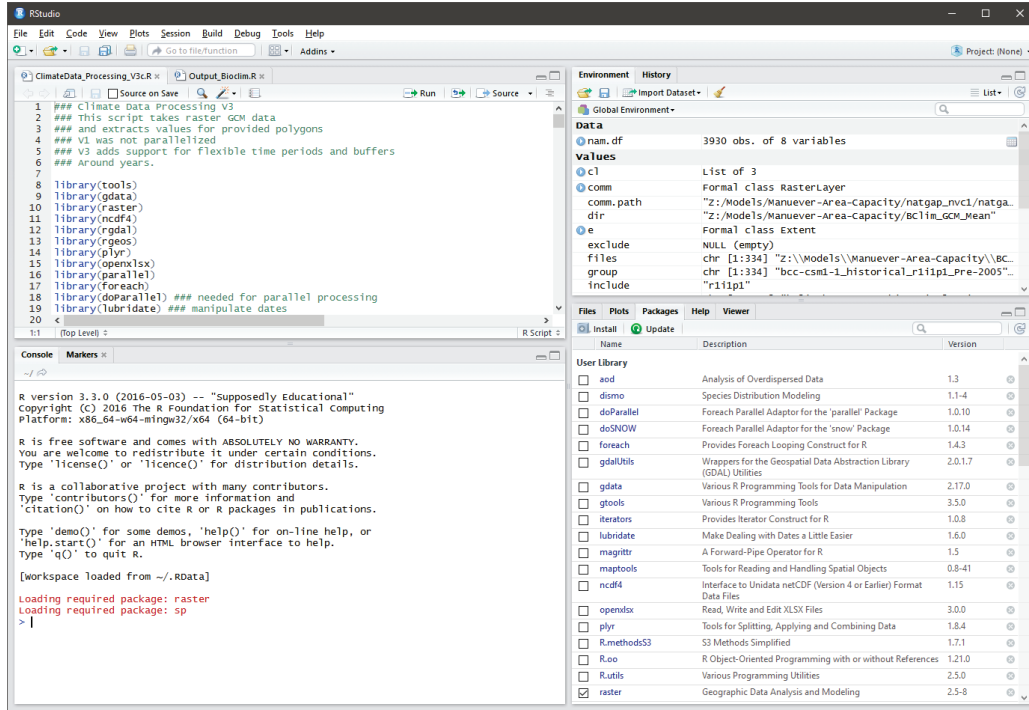 RStudio
File Edit Code View Plots Session Build Debug Tools Help
Go to file/function Addins Project: (None)
ClimateData_Processing_V3c.R Output_Bioclim.R
Source on Save Run Source
1 ### Climate Data Processing v3
2 ### This script takes raw GCM data
3 ### and extracts values for provided polygons
4 ### V1 was not parallelized
5 ### V3 adds support for flexible time periods and buffers
6 ### Around years.
7
8 library(tools)
9 library(gdata)
10 library(raster)
11 library(ncdf4)
12 library(rgdal)
13 library(rgeos)
14 library(plyr)
15 library(openxlsx)
16 library(parallel)
17 library(foreach)
18 library(doParallel) ### needed for parallel processing
19 library(lubridate) ### manipulate dates
20
1:1 (Top Level) R Script
Console Markers
~/
R version 3.3.0 (2016-05-03) -- "Supposedly Educational"
Copyright (C) 2016 The R Foundation for Statistical Computing
Platform: x86_64-w64-mingw32/x64 (64-bit)
R is free software and comes with ABSOLUTELY NO WARRANTY.
You are welcome to redistribute it under certain conditions.
Type 'license()' or 'licence()' for distribution details.
R is a collaborative project with many contributors.
Type 'contributors()' for more information and
'citation()' on how to cite R or R packages in publications.
Type 'demo()' for some demos, 'help()' for on-line help, or
'help.start()' for an HTML browser interface to help.
Type 'q()' to quit R.
[Workspace loaded from ~/.RData]
Loading required package: raster
Loading required package: sp
>
Environment History
Import Dataset List
Global Environment
Data
nam.df 3930 obs. of 8 variables
Values
cl List of 3
comm Formal class RasterLayer
comm.path "Z:/Models/Manuever-Area-Capacity/natgap_nvc1/natga…
dir "Z:/Models/Manuever-Area-Capacity/BClim_GCM_Mean"
e Formal class Extent
exclude NULL (empty)
files chr [1:334] "Z:\\Models\\Manuever-Area-Capacity\\BC…
group chr [1:334] "bcc-csm1-1_historical_r1i1p1_Pre-2005"…
include "r1i1p1"
Files Plots Packages Help Viewer
Install Update
Name Description Version
User Library
aod Analysis of Overdispersed Data 1.3
dismo Species Distribution Modeling 1.1-4
doParallel Foreach Parallel Adaptor for the 'parallel' Package 1.0.10
doSNOW Foreach Parallel Adaptor for the 'snow' Package 1.0.14
foreach Provides Foreach Looping Construct for R 1.4.3
gdalUtils Wrappers for the Geospatial Data Abstraction Library 2.0.1.7
(GDAL) Utilities
gdata Various R Programming Tools for Data Manipulation 2.17.0
gtools Various R Programming Tools 3.5.0
iterators Provides Iterator Construct for R 1.0.8
lubridate Make Dealing with Dates a Little Easier 1.6.0
magrittr A Forward-Pipe Operator for R 1.5
maptools Tools for Reading and Handling Spatial Objects 0.8-41
ncdf4 Interface to Unidata netCDF (Version 4 or Earlier) Format 1.15
Data Files
openxlsx Read, Write and Edit XLSX Files 3.0.0
plyr Tools for Splitting, Applying and Combining Data 1.8.4
R.methodsS3 S3 Methods Simplified 1.7.1
R.oo R Object-Oriented Programming with or without References 1.21.0
R.utils Various Programming Utilities 2.5.0
raster Geographic Data Analysis and Modeling 2.5-8